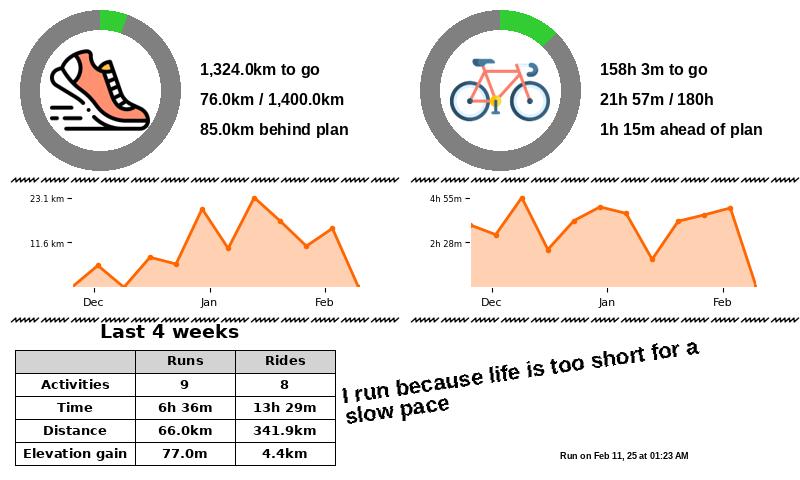 1,324.0km to go
76.0km / 1,400.0km
85.0km behind plan
158h 3m to go
21h 57m / 180h
1h 15m ahead of plan
23.1 km
11.6 km
Dec Jan Feb
4h 55m
2h 28m
Dec Jan Feb
Last 4 weeks
Runs Rides
Activities 9 8
Time 6h 36m 13h 29m
Distance 66.0km 341.9km
Elevation gain 77.0m 4.4km
I run because life is too short for a
slow pace
Run on Feb 11, 25 at 01:23 AM